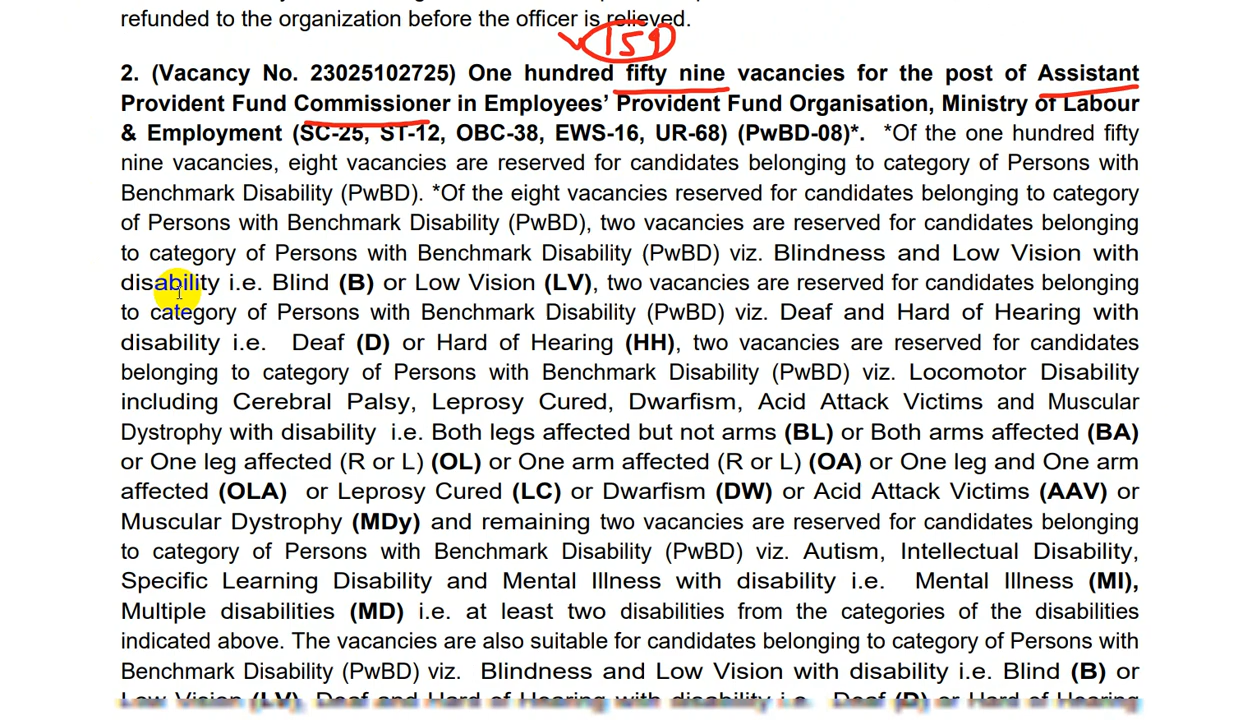 refunded to the organization before the officer is relieved.
159
2. (Vacancy No. 23025102725) One hundred fifty nine vacancies for the post of Assistant
Provident Fund Commissioner in Employees' Provident Fund Organisation, Ministry of Labour
& Employment (SC-25, ST-12, OBC-38, EWS-16, UR-68) (PwBD-08)*. *Of the one hundred fifty
nine vacancies, eight vacancies are reserved for candidates belonging to category of Persons with
Benchmark Disability (PwBD). *Of the eight vacancies reserved for candidates belonging to category
of Persons with Benchmark Disability (PwBD), two vacancies are reserved for candidates belonging
to category of Persons with Benchmark Disability (PwBD) viz. Blindness and Low Vision with
disability i.e. Blind (B) or Low Vision (LV), two vacancies are reserved for candidates belonging
to category of Persons with Benchmark Disability (PwBD) viz. Deaf and Hard of Hearing with
disability i.e. Deaf (D) or Hard of Hearing (HH), two vacancies are reserved for candidates
belonging to category of Persons with Benchmark Disability (PwBD) viz. Locomotor Disability
including Cerebral Palsy, Leprosy Cured, Dwarfism, Acid Attack Victims and Muscular
Dystrophy with disability i.e. Both legs affected but not arms (BL) or Both arms affected (BA)
or One leg affected (R or L) (OL) or One arm affected (R or L) (OA) or One leg and One arm
affected (OLA) or Leprosy Cured (LC) or Dwarfism (DW) or Acid Attack Victims (AAV) or
Muscular Dystrophy (MDy) and remaining two vacancies are reserved for candidates belonging
to category of Persons with Benchmark Disability (PwBD) viz. Autism, Intellectual Disability,
Specific Learning Disability and Mental Illness with disability i.e. Mental Illness (MI),
Multiple disabilities (MD) i.e. at least two disabilities from the categories of the disabilities
indicated above. The vacancies are also suitable for candidates belonging to category of Persons with
Benchmark Disability (PwBD) viz. Blindness and Low Vision with disability i.e. Blind (B) or
Low Vision (LV), Deaf and Hard of Hearing with disability i.e. Deaf (D) or Hard of Hearing